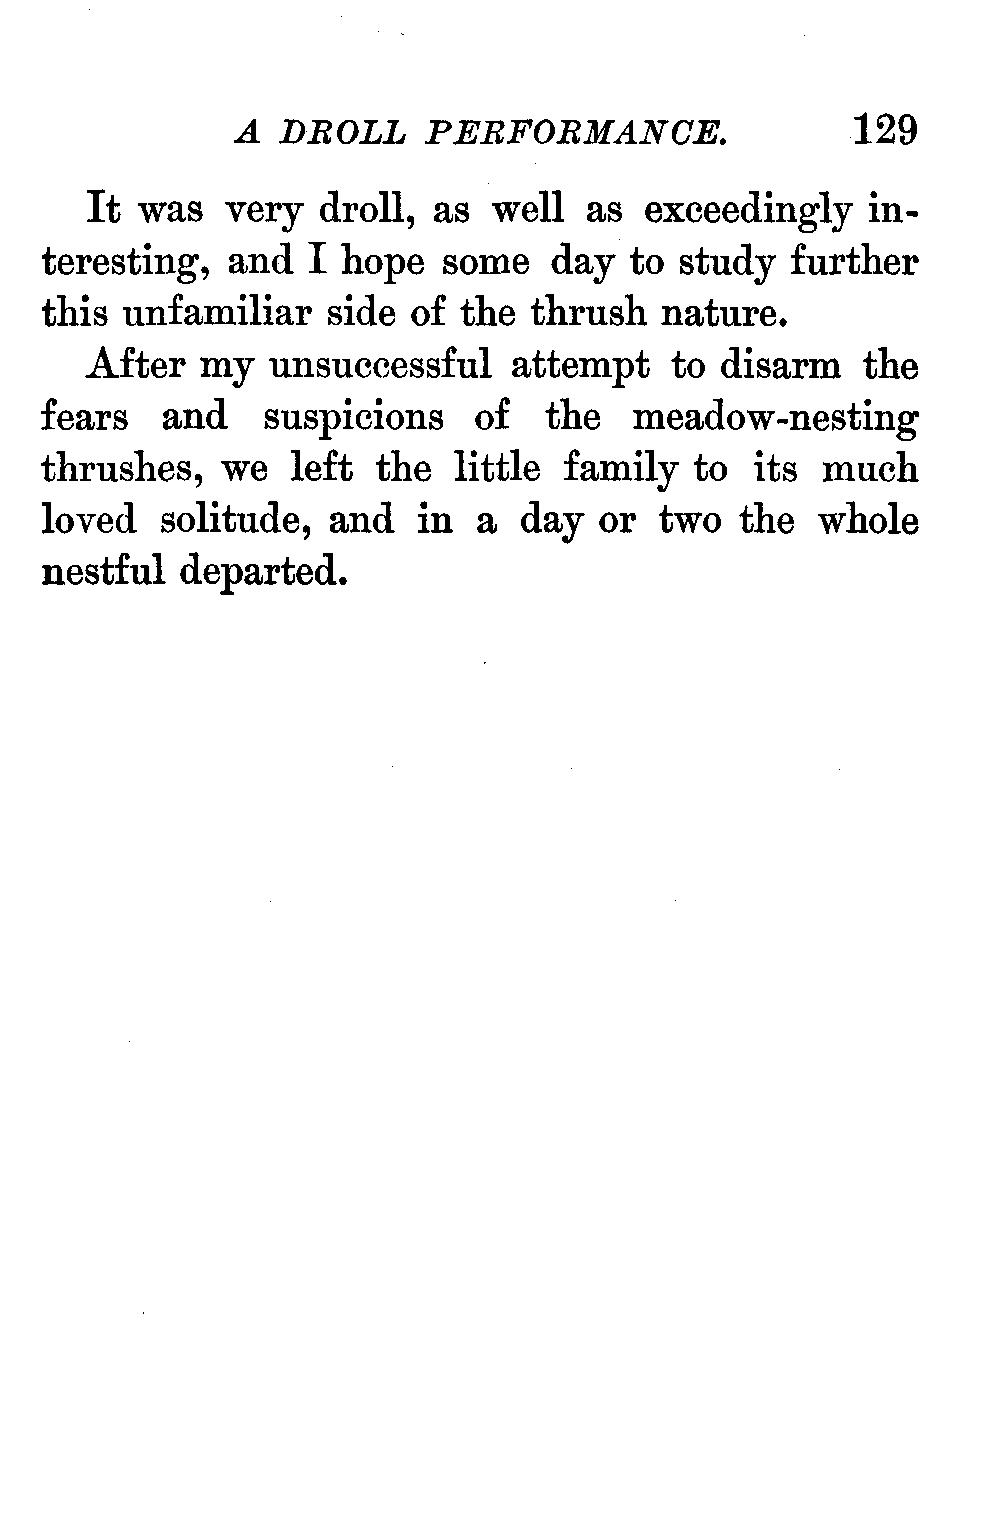 A DROLL PERFORMANCE. 129
It was very droll, as well as exceedingly in-
teresting, and I hope some day to study further
this unfamiliar side of the thrush nature.
After my unsuccessful attempt to disarm the
fears and suspicions of the meadow-nesting
thrushes, we left the little family to its much
loved solitude, and in a day or two the whole
nestful departed.